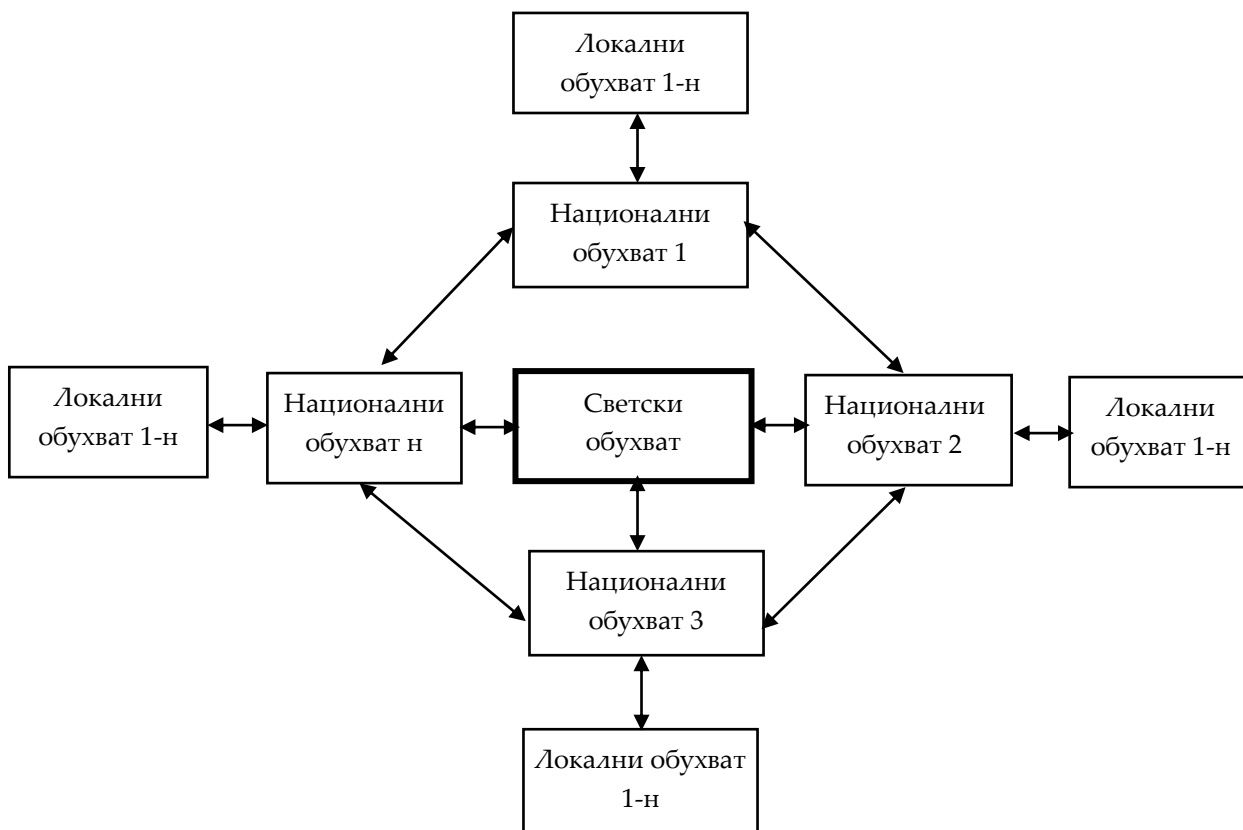 Локални
обухват 1-н
Национални
обухват 1
Локални
обухват 1-н
Национални
обухват н
Светски
обухват
Национални
обухват 2
Локални
обухват 1-н
Национални
обухват 3
Локални обухват
1-н